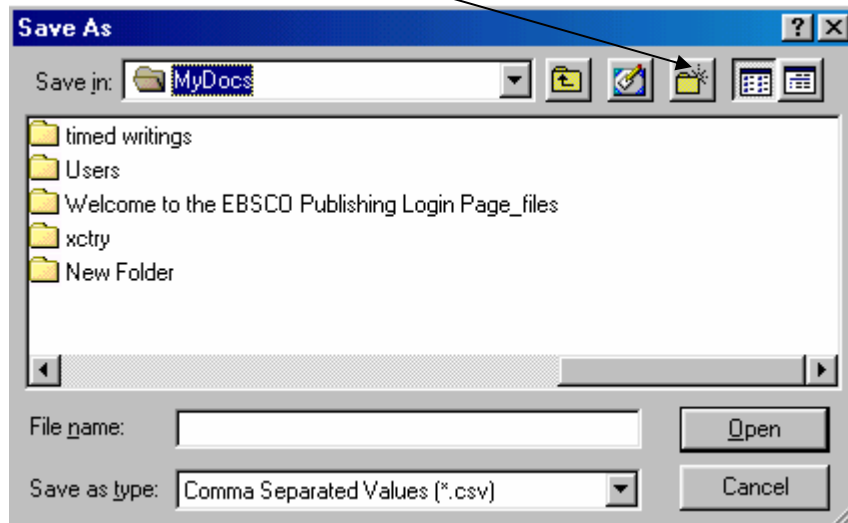 Save As
Save in: MyDocs
timed writings
Users
Welcome to the EBSCO Publishing Login Page_files
xctry
New Folder
File name: Open
Save as type: Comma Separated Values (*.csv) Cancel